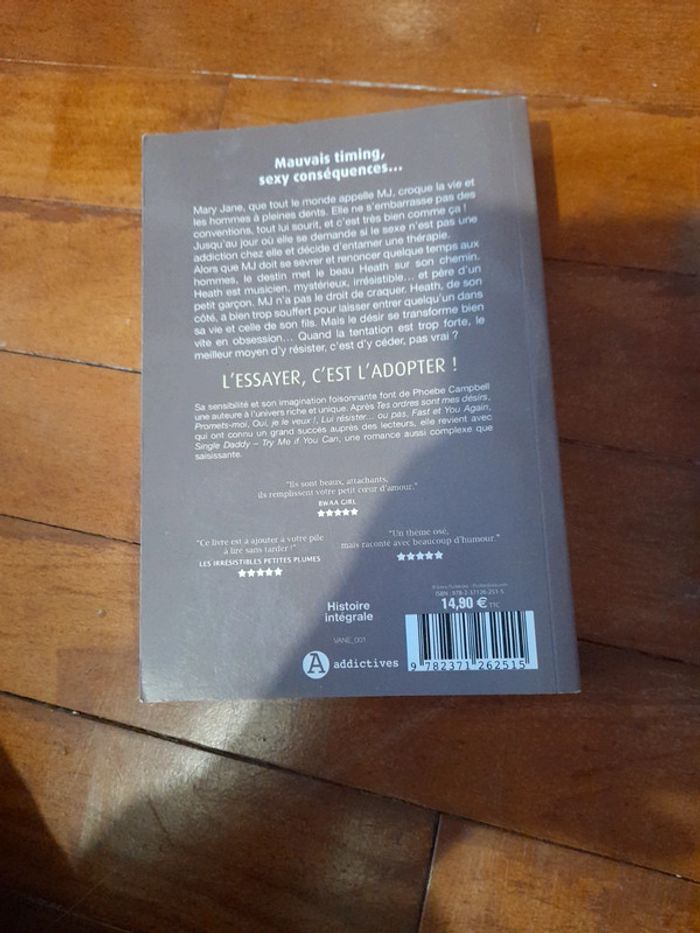 Mauvais timing,
sexy conséquences...
Mary Jane, que tout le monde appelle MJ, croque la vie et
les hommes à pleines dents. Elle ne s'embarrasse pas des
conventions, tout lui sourit, et c'est très bien comme ça !
Jusqu'au jour où elle se demande si le sexe n'est pas une
addiction chez elle et décide d'entamer une thérapie.
Alors que MJ doit se sevrer et renoncer quelque temps aux
hommes, le destin met le beau Heath sur son chemin.
Heath est musicien, mystérieux, irrésistible... et père d'un
petit garçon. MJ n'a pas le droit de craquer. Heath, de son
côté, a bien trop souffert pour laisser entrer quelqu'un dans
sa vie et celle de son fils. Mais le désir se transforme bien
vite en obsession... Quand la tentation est trop forte, le
meilleur moyen d'y résister, c'est d'y céder, pas vrai ?
L'ESSAYER, C'EST L'ADOPTER !
Sa sensibilité et son imagination foisonnante font de Phoebe Campbell
une auteure à l'univers riche et unique. Après Tes ordres sont mes désirs,
Promets-moi, Oui, je le veux !, Lui résister... ou pas, Fast et You Again,
qui ont connu un grand succès auprès des lecteurs, elle revient avec
Single Daddy – Try Me if You Can, une romance aussi complexe que
saisissante.
"Ils sont beaux, attachants,
ils remplissent votre petit cœur d'amour."
BWAA GIRL
"Ce livre est à ajouter à votre pile
à lire sans tarder !"
LES IRRÉSISTIBLES PETITES PLUMES
"Un thème osé,
mais raconté avec beaucoup d'humour."
Histoire
intégrale
VANE_001
A addictives
ISBN : 978-2-37126-251-5
14,90 € TTC
9 782371 262515